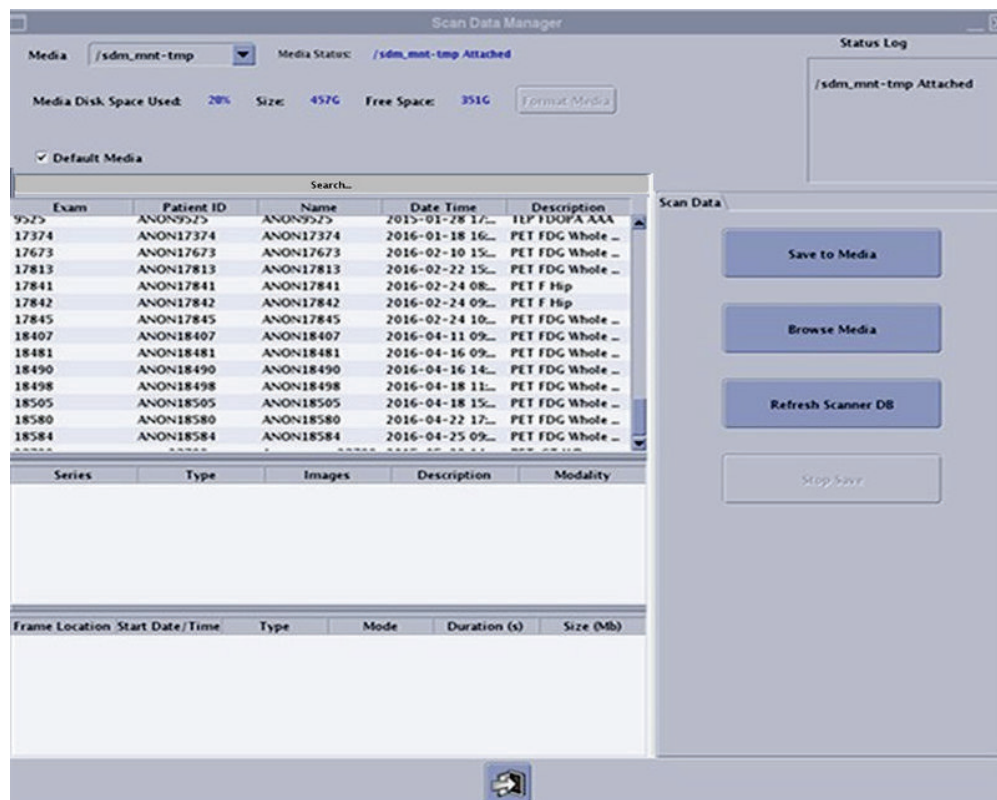 Scan Data Manager
Media /sdm_mnt-tmp Media Status: /sdm_mnt-tmp Attached
Status Log
/sdm_mnt-tmp Attached
Media Disk Space Used: 20% Size: 457G Free Space: 351G Format Media
Default Media
Search...
Exam Patient ID Name Date Time Description
9525 ANON9525 ANON9525 2015-01-28 17:... TEP FDOPA AAA
17374 ANON17374 ANON17374 2016-01-18 16:... PET FDG Whole ...
17673 ANON17673 ANON17673 2016-02-10 15:... PET FDG Whole ...
17813 ANON17813 ANON17813 2016-02-22 15:... PET FDG Whole ...
17841 ANON17841 ANON17841 2016-02-24 08:... PET F Hip
17842 ANON17842 ANON17842 2016-02-24 09:... PET F Hip
17845 ANON17845 ANON17845 2016-02-24 10:... PET FDG Whole ...
18407 ANON18407 ANON18407 2016-04-11 09:... PET FDG Whole ...
18481 ANON18481 ANON18481 2016-04-16 09:... PET FDG Whole ...
18490 ANON18490 ANON18490 2016-04-16 14:... PET FDG Whole ...
18498 ANON18498 ANON18498 2016-04-18 11:... PET FDG Whole ...
18505 ANON18505 ANON18505 2016-04-18 15:... PET FDG Whole ...
18580 ANON18580 ANON18580 2016-04-22 17:... PET FDG Whole ...
18584 ANON18584 ANON18584 2016-04-25 09:... PET FDG Whole ...
Series Type Images Description Modality
Frame Location Start Date/Time Type Mode Duration (s) Size (Mb)
Scan Data
Save to Media
Browse Media
Refresh Scanner DB
Stop Save